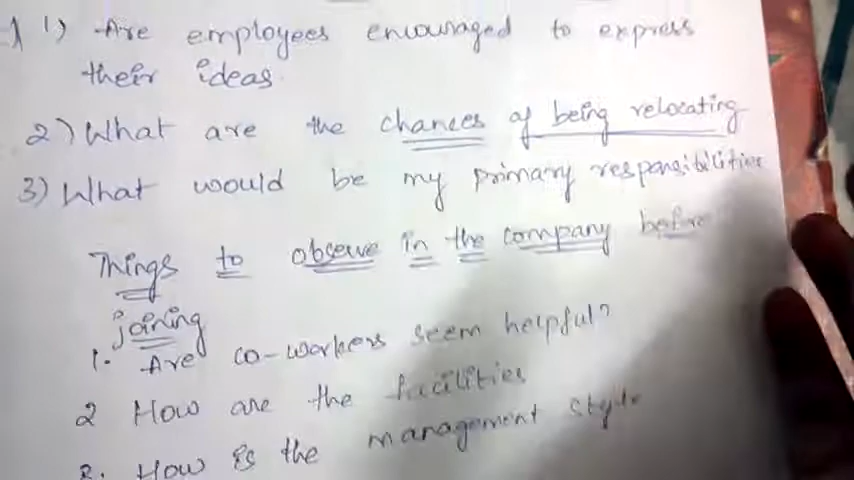 1) Are employees encouraged to express
their ideas.
2) What are the chances of being relocating
3) What would be my primary responsibilities
Things to observe in the company before
joining
1. Are co-workers seem helpful?
2 How are the facilities
3. How is the management style